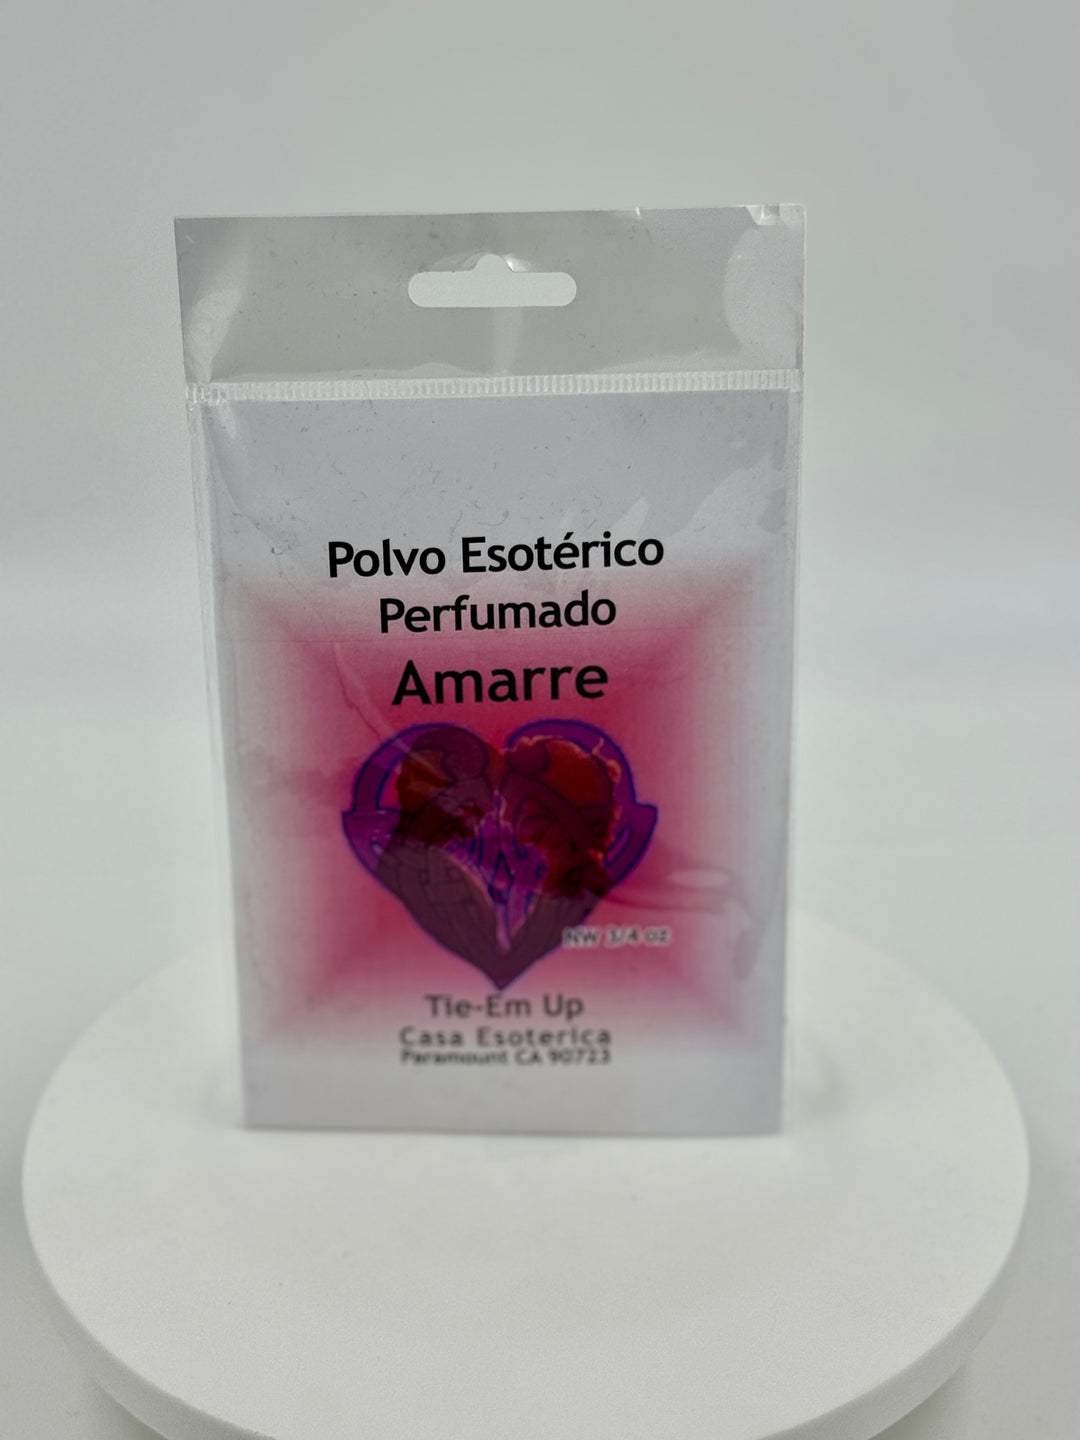 Polvo Esotérico
Perfumado
Amarre
NW 3/4 oz
Tie-Em Up
Casa Esoterica
Paramount CA 90723